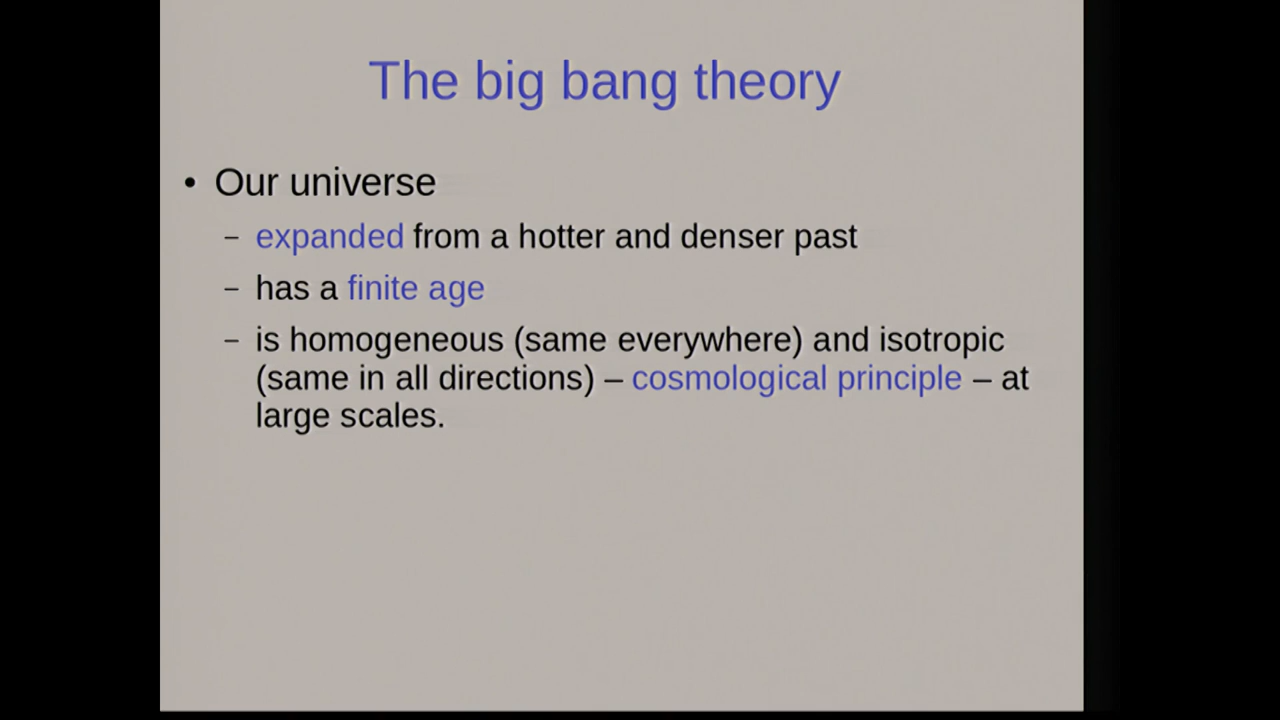 The big bang theory
• Our universe
– expanded from a hotter and denser past
– has a finite age
– is homogeneous (same everywhere) and isotropic
(same in all directions) – cosmological principle – at
large scales.